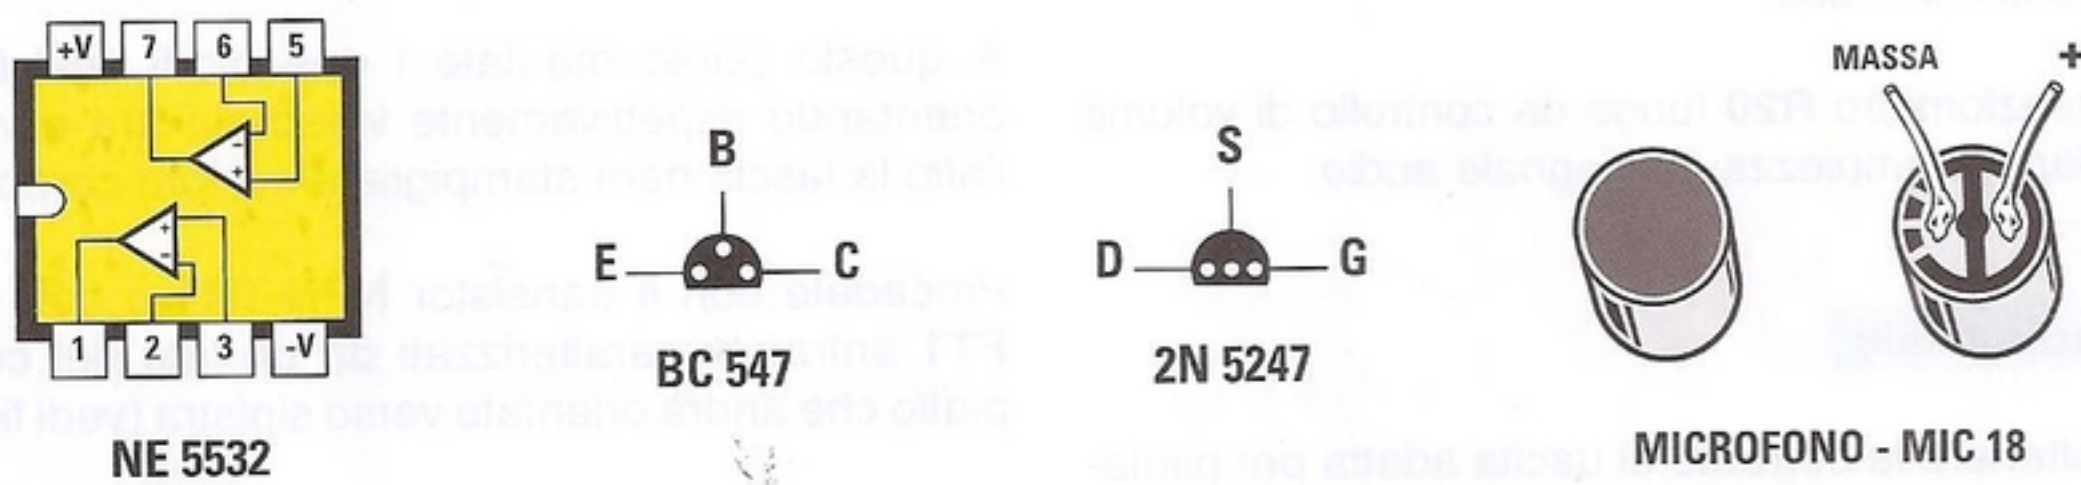 +V 7 6 5
- +
+ -
1 2 3 -V
NE 5532
B
E C
BC 547
S
D G
2N 5247
MASSA +
MICROFONO - MIC 18